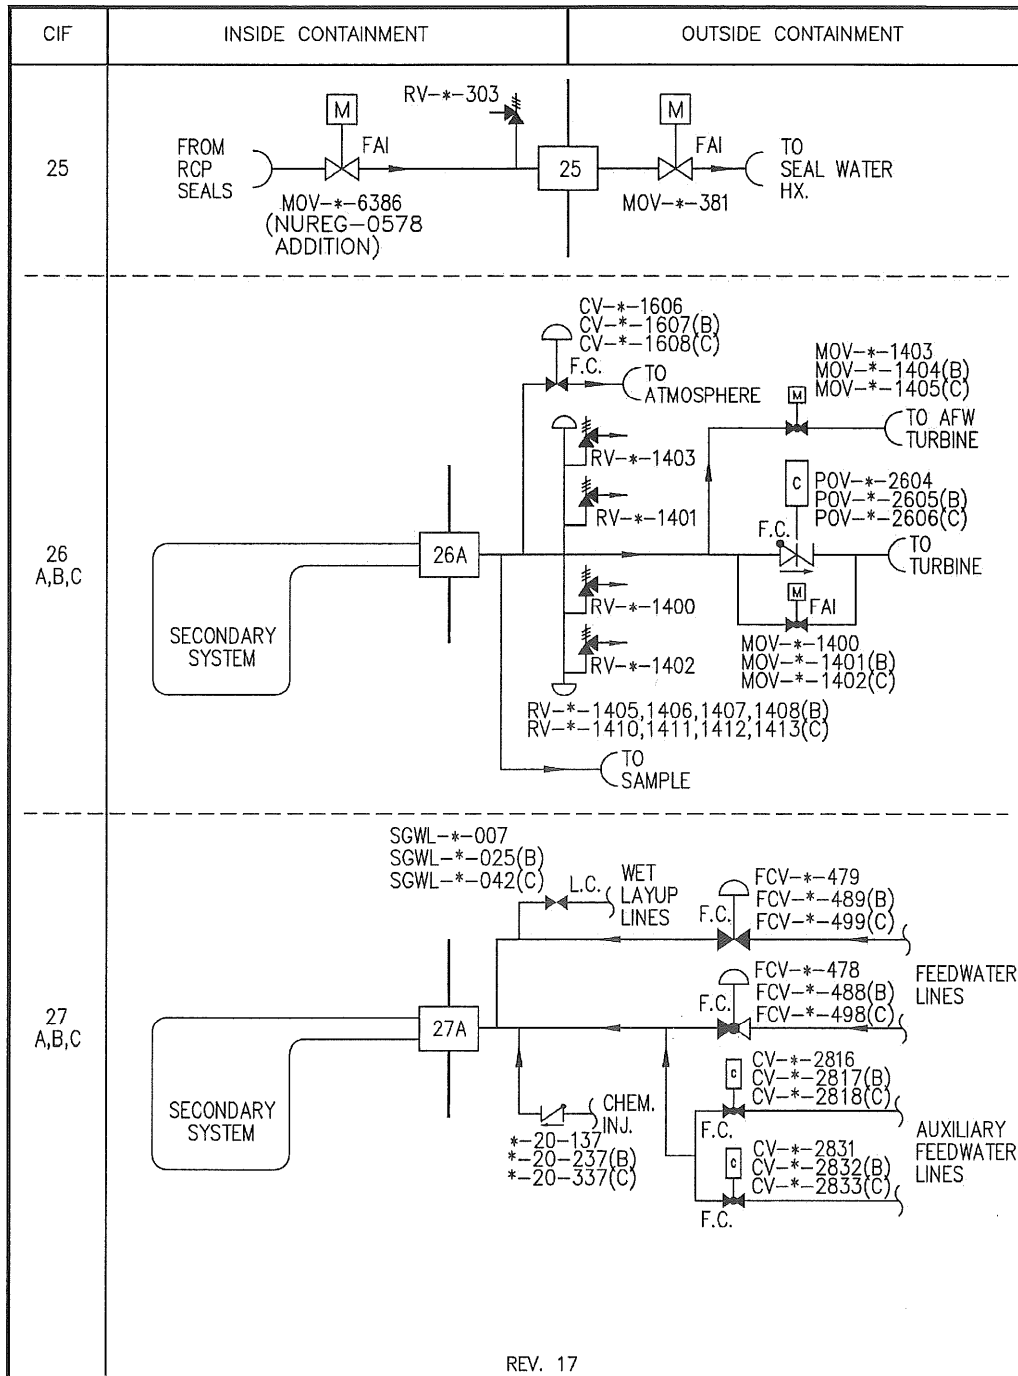 CIF
INSIDE CONTAINMENT
OUTSIDE CONTAINMENT
25
FROM
RCP
SEALS
M
FAI
MOV-*-6386
(NUREG-0578
ADDITION)
RV-*-303
25
M
FAI
MOV-*-381
TO
SEAL WATER
HX.
26
A,B,C
SECONDARY
SYSTEM
26A
CV-*-1606
CV-*-1607(B)
CV-*-1608(C)
F.C.
TO
ATMOSPHERE
RV-*-1403
RV-*-1401
RV-*-1400
RV-*-1402
RV-*-1405,1406,1407,1408(B)
RV-*-1410,1411,1412,1413(C)
TO
SAMPLE
MOV-*-1403
MOV-*-1404(B)
MOV-*-1405(C)
M
TO AFW
TURBINE
C
POV-*-2604
POV-*-2605(B)
POV-*-2606(C)
F.C.
TO
TURBINE
M
FAI
MOV-*-1400
MOV-*-1401(B)
MOV-*-1402(C)
27
A,B,C
SECONDARY
SYSTEM
27A
SGWL-*-007
SGWL-*-025(B)
SGWL-*-042(C)
L.C.
WET
LAYUP
LINES
FCV-*-479
FCV-*-489(B)
FCV-*-499(C)
F.C.
FCV-*-478
FCV-*-488(B)
FCV-*-498(C)
F.C.
FEEDWATER
LINES
CHEM.
INJ.
*-20-137
*-20-237(B)
*-20-337(C)
C
CV-*-2816
CV-*-2817(B)
CV-*-2818(C)
F.C.
C
CV-*-2831
CV-*-2832(B)
CV-*-2833(C)
F.C.
AUXILIARY
FEEDWATER
LINES
REV. 17